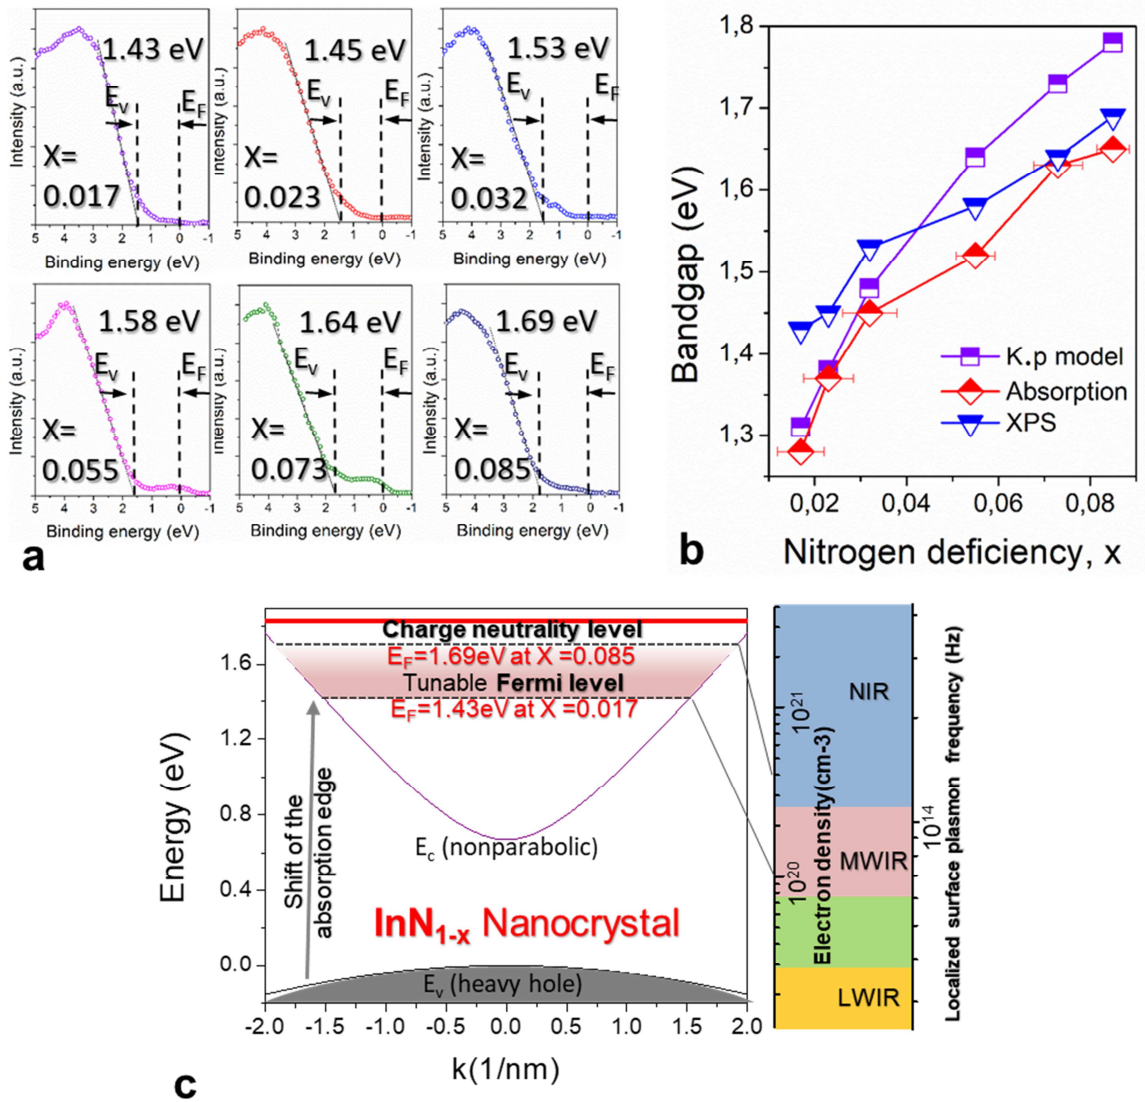 1.43 eV
Intensity (a.u.)
Ev
EF
X=
0.017
5 4 3 2 1 0 -1
Binding energy (eV)
1.45 eV
Intensity (a.u.)
Ev
EF
X=
0.023
5 4 3 2 1 0 -1
Binding energy (eV)
1.53 eV
Intensity (a.u.)
Ev
EF
X=
0.032
5 4 3 2 1 0 -1
Binding energy (eV)
1.58 eV
Intensity (a.u.)
Ev
EF
X=
0.055
5 4 3 2 1 0 -1
Binding energy (eV)
1.64 eV
Intensity (a.u.)
Ev
EF
X=
0.073
5 4 3 2 1 0 -1
Binding energy (eV)
1.69 eV
Intensity (a.u.)
Ev
EF
X=
0.085
5 4 3 2 1 0 -1
Binding energy (eV)
a
1,8
1,7
1,6
1,5
1,4
1,3
Bandgap (eV)
K.p model
Absorption
XPS
0,02 0,04 0,06 0,08
Nitrogen deficiency, x
b
Charge neutrality level
EF=1.69eV at X =0.085
Tunable Fermi level
EF=1.43eV at X =0.017
1.6
1.2
0.8
0.4
0.0
Energy (eV)
Shift of the
absorption edge
Ec (nonparabolic)
InN1-x Nanocrystal
Ev (heavy hole)
-2.0 -1.5 -1.0 -0.5 0.0 0.5 1.0 1.5 2.0
k(1/nm)
NIR
MWIR
LWIR
10²¹
10²⁰
Electron density(cm-3)
10¹⁴
Localized surface plasmon frequency (Hz)
c